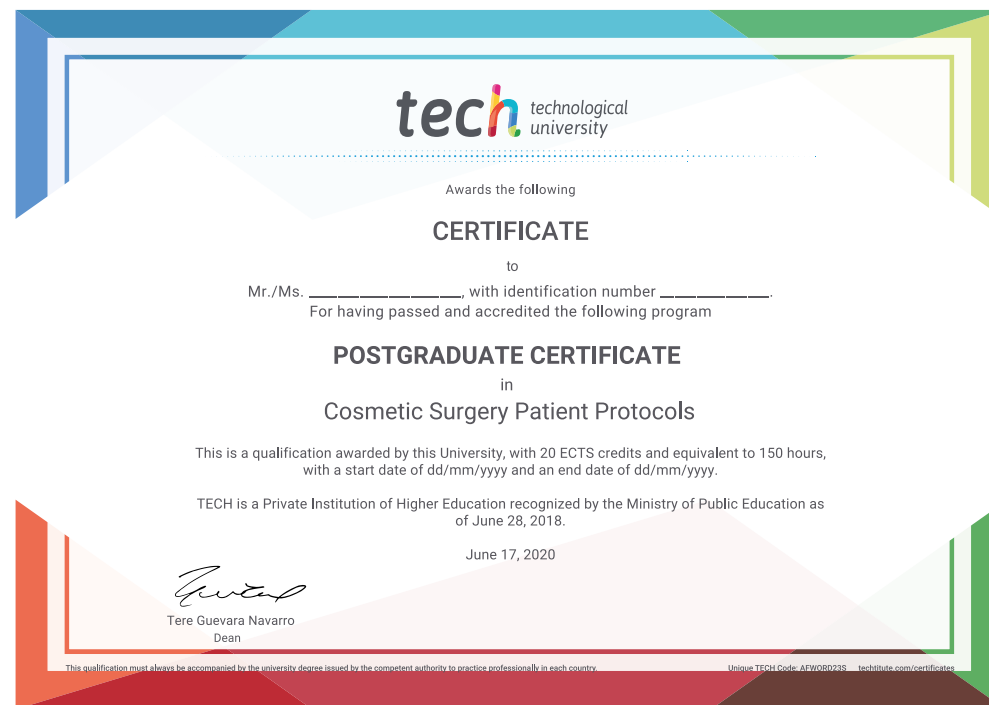 tech technological
university
Awards the following
CERTIFICATE
to
Mr./Ms. ____________________, with identification number ______________.
For having passed and accredited the following program
POSTGRADUATE CERTIFICATE
in
Cosmetic Surgery Patient Protocols
This is a qualification awarded by this University, with 20 ECTS credits and equivalent to 150 hours,
with a start date of dd/mm/yyyy and an end date of dd/mm/yyyy.
TECH is a Private Institution of Higher Education recognized by the Ministry of Public Education as
of June 28, 2018.
June 17, 2020
Tere Guevara Navarro
Dean
This qualification must always be accompanied by the university degree issued by the competent authority to practice professionally in each country.
Unique TECH Code: AFWORD23S techtitute.com/certificates